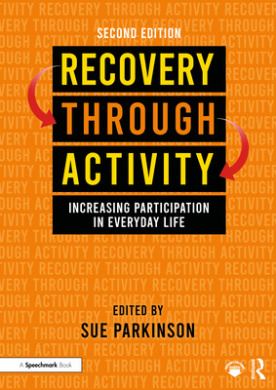 SECOND EDITION
RECOVERY
THROUGH
ACTIVITY
INCREASING PARTICIPATION
IN EVERYDAY LIFE
EDITED BY
SUE PARKINSON
A Speechmark Book
R